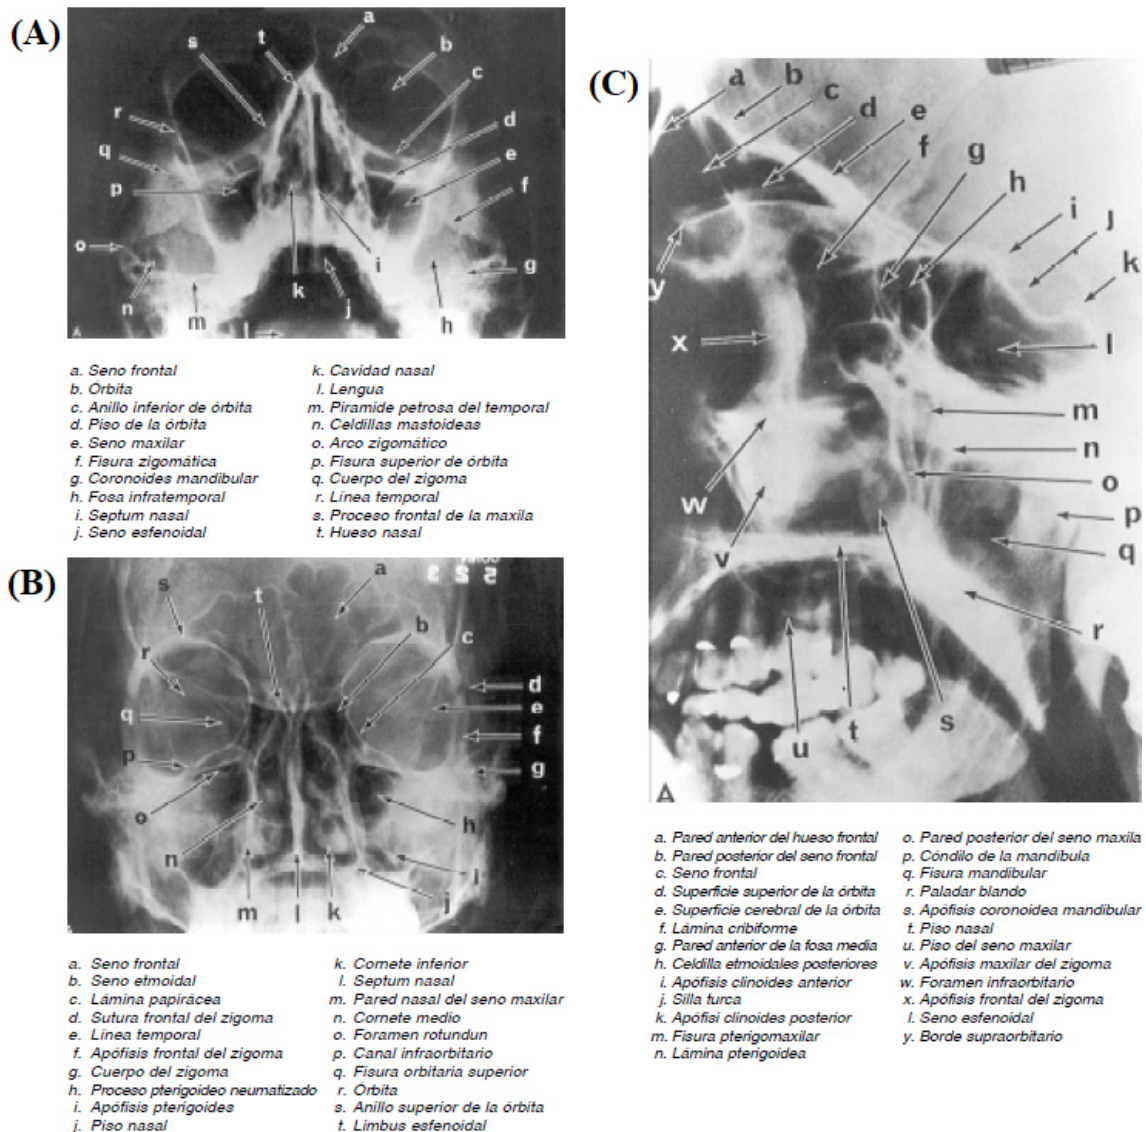 (A)
a
t
s
b
c
r
d
q
e
p
f
o
i
g
n
k
j
m
l
h
A
a. Seno frontal
b. Órbita
c. Anillo inferior de órbita
d. Piso de la órbita
e. Seno maxilar
f. Fisura zigomática
g. Coronoides mandibular
h. Fosa infratemporal
i. Septum nasal
j. Seno esfenoidal
k. Cavidad nasal
l. Lengua
m. Piramide petrosa del temporal
n. Celdillas mastoideas
o. Arco zigomático
p. Fisura superior de órbita
q. Cuerpo del zigoma
r. Línea temporal
s. Proceso frontal de la maxila
t. Hueso nasal
(B)
s
t
a
b
c
r
d
q
e
f
p
g
o
h
n
i
m
l
k
j
a. Seno frontal
b. Seno etmoidal
c. Lámina papirácea
d. Sutura frontal del zigoma
e. Línea temporal
f. Apófisis frontal del zigoma
g. Cuerpo del zigoma
h. Proceso pterigoideo neumatizado
i. Apófisis pterigoides
j. Piso nasal
k. Cornete inferior
l. Septum nasal
m. Pared nasal del seno maxilar
n. Cornete medio
o. Foramen rotundun
p. Canal infraorbitario
q. Fisura orbitaria superior
r. Órbita
s. Anillo superior de la órbita
t. Limbus esfenoidal
(C)
a
b
c
d
e
f
g
h
i
J
k
y
x
l
m
n
w
o
p
v
q
r
u
t
s
A
a. Pared anterior del hueso frontal
b. Pared posterior del seno frontal
c. Seno frontal
d. Superficie superior de la órbita
e. Superficie cerebral de la órbita
f. Lámina cribiforme
g. Pared anterior de la fosa media
h. Celdilla etmoidales posteriores
i. Apófisis clinoides anterior
j. Silla turca
k. Apófisi clinoides posterior
m. Fisura pterigomaxilar
n. Lámina pterigoidea
o. Pared posterior del seno maxilar
p. Cóndilo de la mandíbula
q. Fisura mandibular
r. Paladar blando
s. Apófisis coronoidea mandibular
t. Piso nasal
u. Piso del seno maxilar
v. Apófisis maxilar del zigoma
w. Foramen infraorbitario
x. Apófisis frontal del zigoma
l. Seno esfenoidal
y. Borde supraorbitario